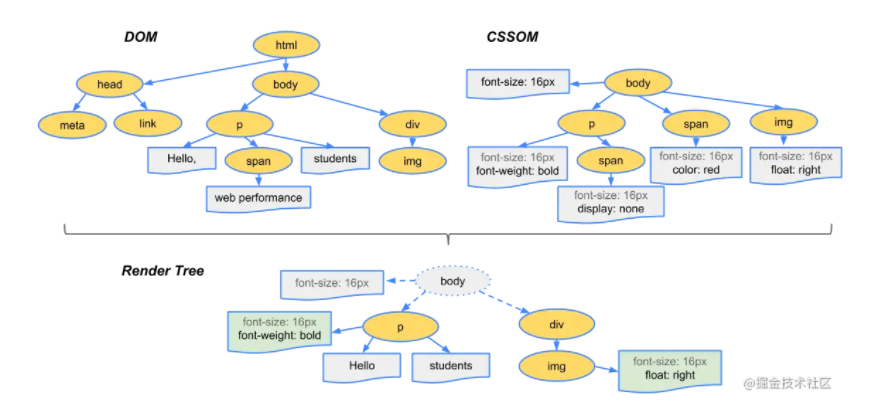 DOM
CSSOM
html
head
body
meta
link
p
div
Hello,
span
students
img
web performance
font-size: 16px
body
p
span
img
font-size: 16px
font-weight: bold
span
font-size: 16px
color: red
font-size: 16px
float: right
font-size: 16px
display: none
Render Tree
font-size: 16px
body
font-size: 16px
font-weight: bold
p
div
Hello
students
img
font-size: 16px
float: right
@掘金技术社区